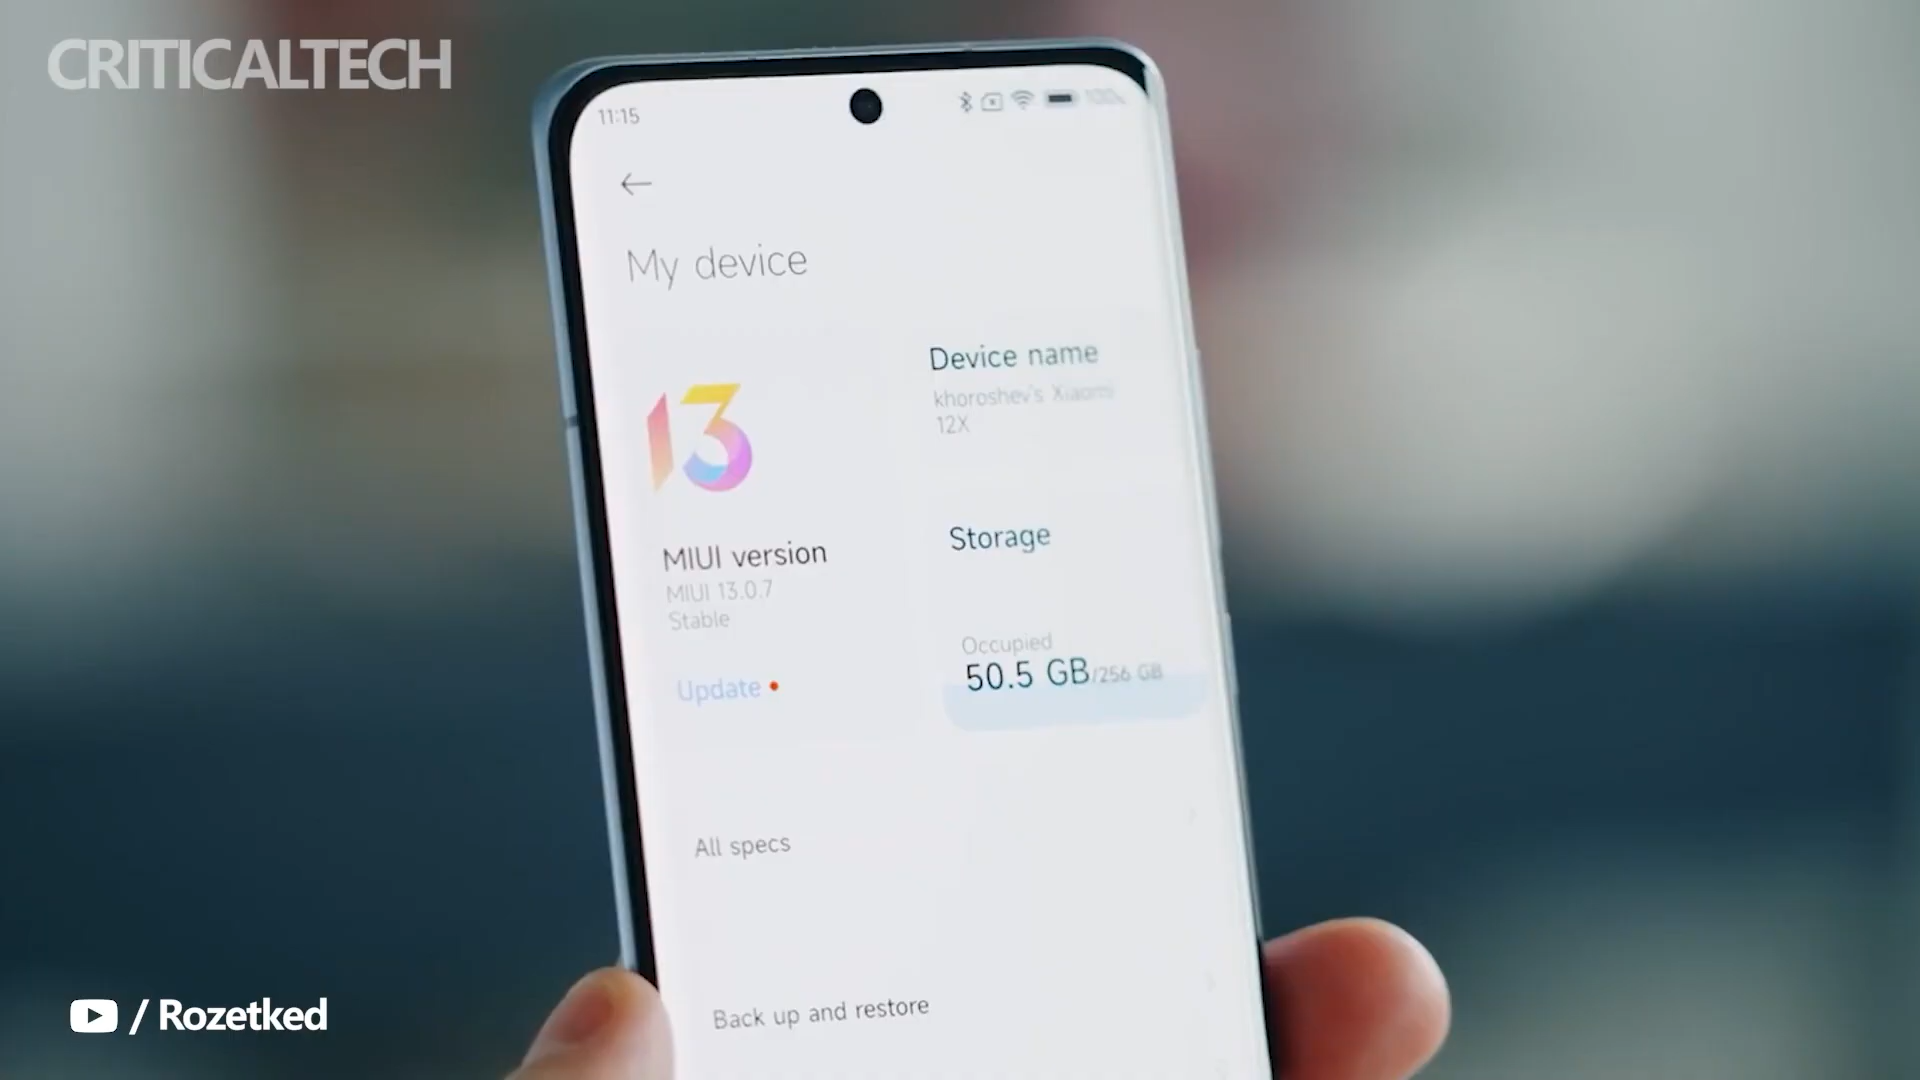 CRITICALTECH
11:15
My device
13
MIUI version
MIUI 13.0.7
Stable
Update
Device name
khoroshev's Xiaomi
12X
Storage
Occupied
50.5 GB/256 GB
All specs
Back up and restore
/ Rozetked